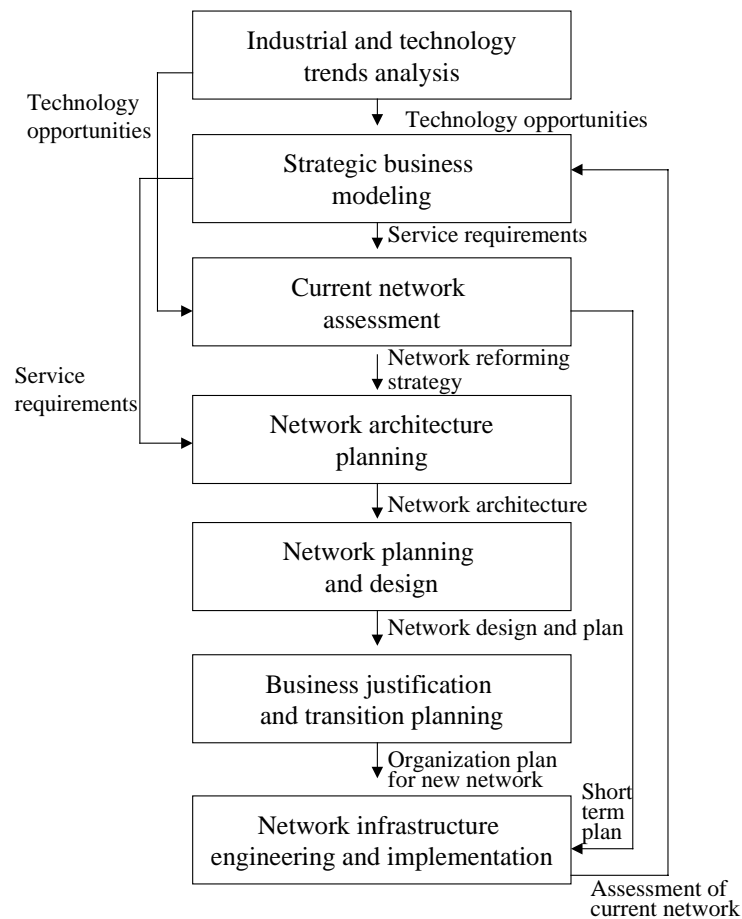 Industrial and technology
trends analysis
Technology
opportunities
Technology opportunities
Strategic business
modeling
Service requirements
Current network
assessment
Network reforming
strategy
Service
requirements
Network architecture
planning
Network architecture
Network planning
and design
Network design and plan
Business justification
and transition planning
Organization plan
for new network
Short
term
plan
Network infrastructure
engineering and implementation
Assessment of
current network